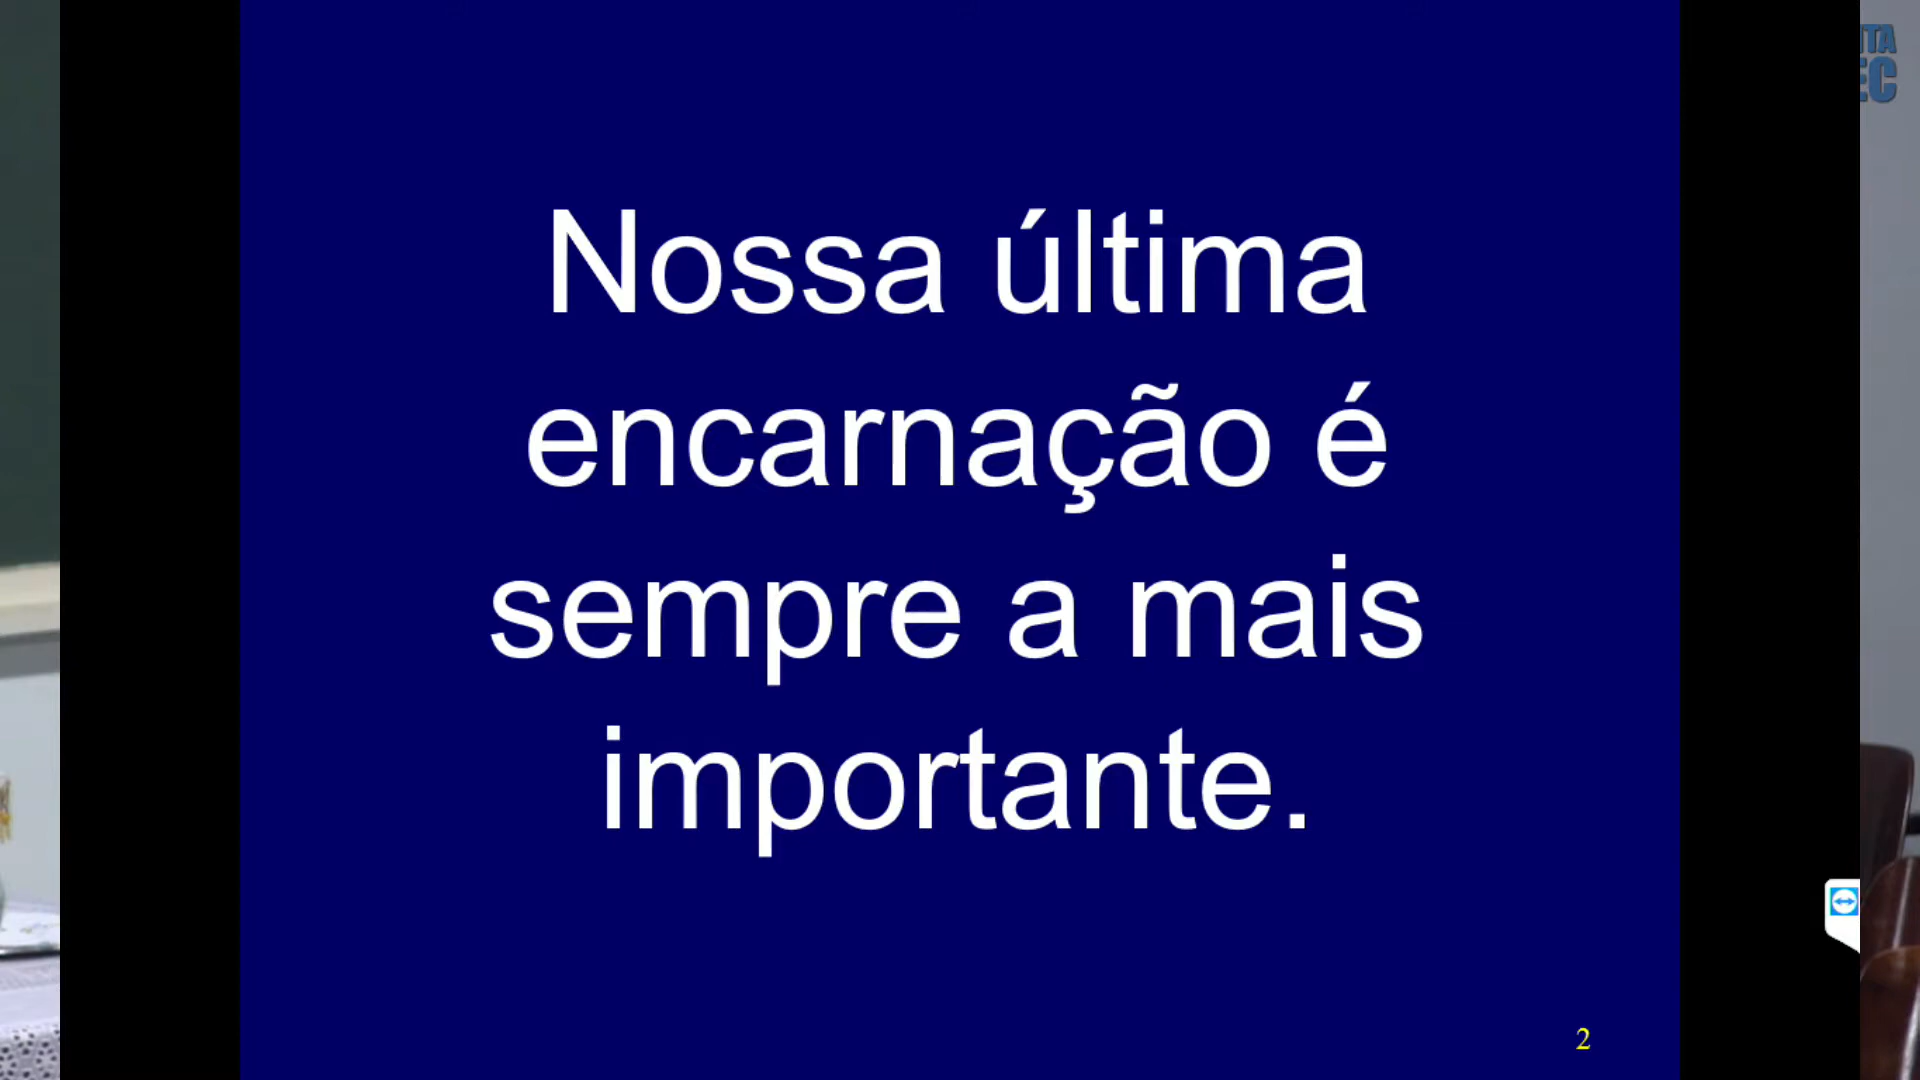 Nossa última
encarnação é
sempre a mais
importante.
2